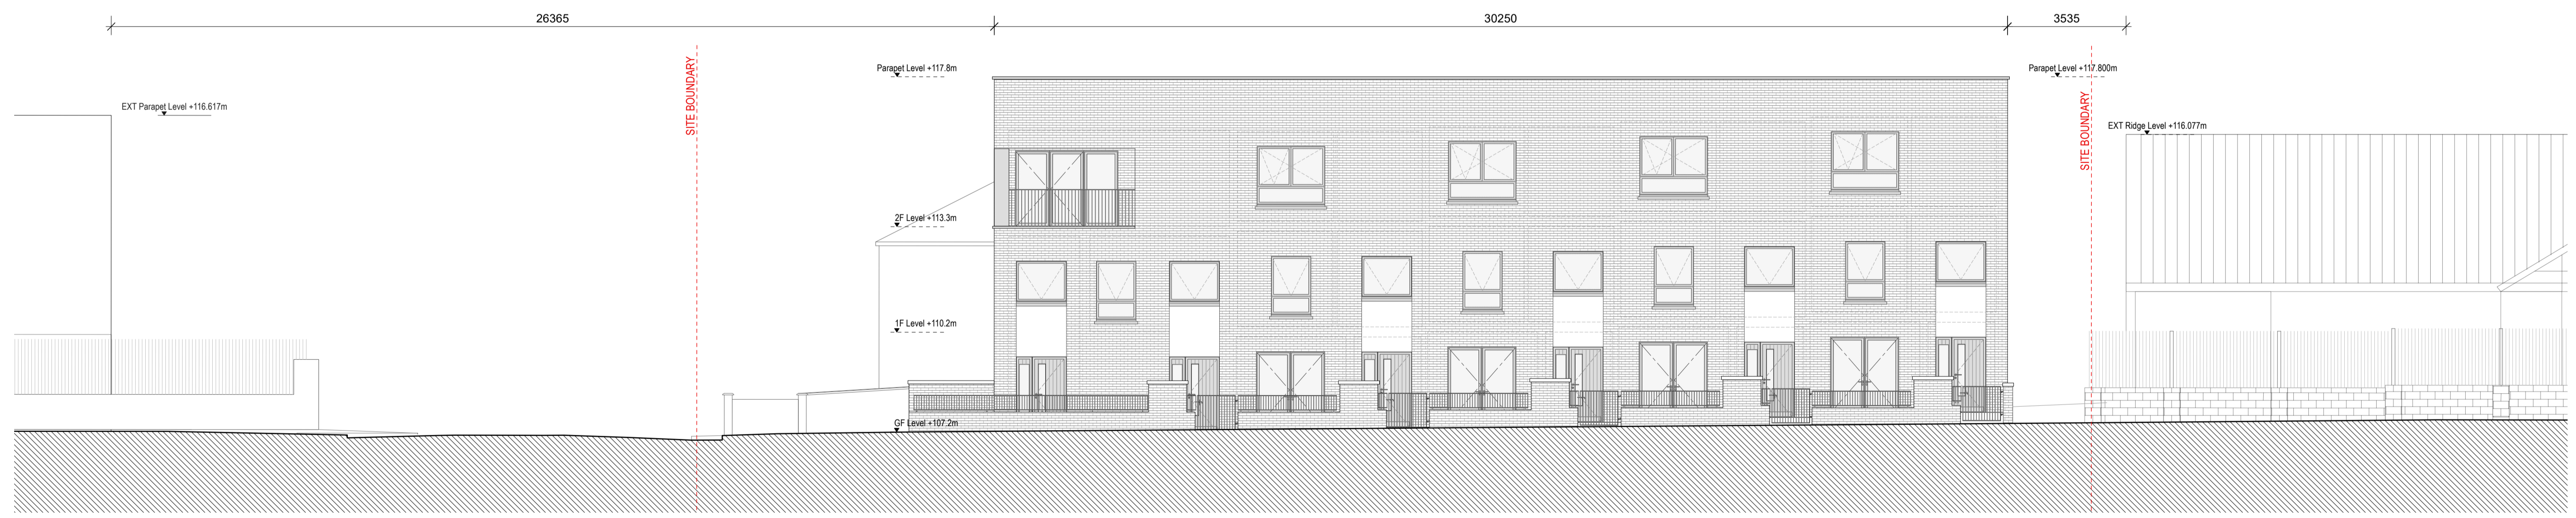 26365
30250
3535
SITE BOUNDARY
Parapet Level +117.8m
Parapet Level +117.800m
EXT Parapet Level +116.617m
SITE BOUNDARY
EXT Ridge Level +116.077m
2F Level +113.3m
1F Level +110.2m
GF Level +107.2m